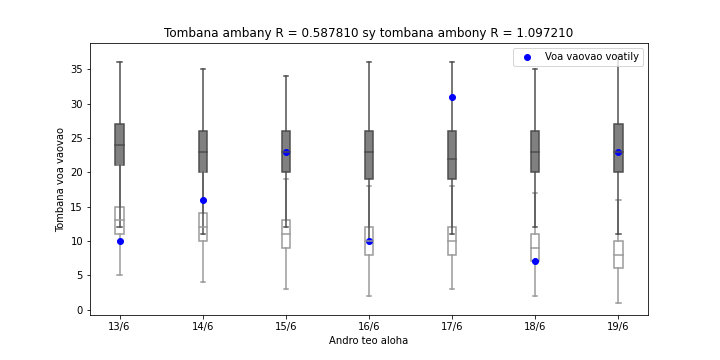 Tombana ambany R = 0.587810 sy tombana ambony R = 1.097210
Voa vaovao voatily
Tombana voa vaovao
35
30
25
20
15
10
5
0
13/6 14/6 15/6 16/6 17/6 18/6 19/6
Andro teo aloha